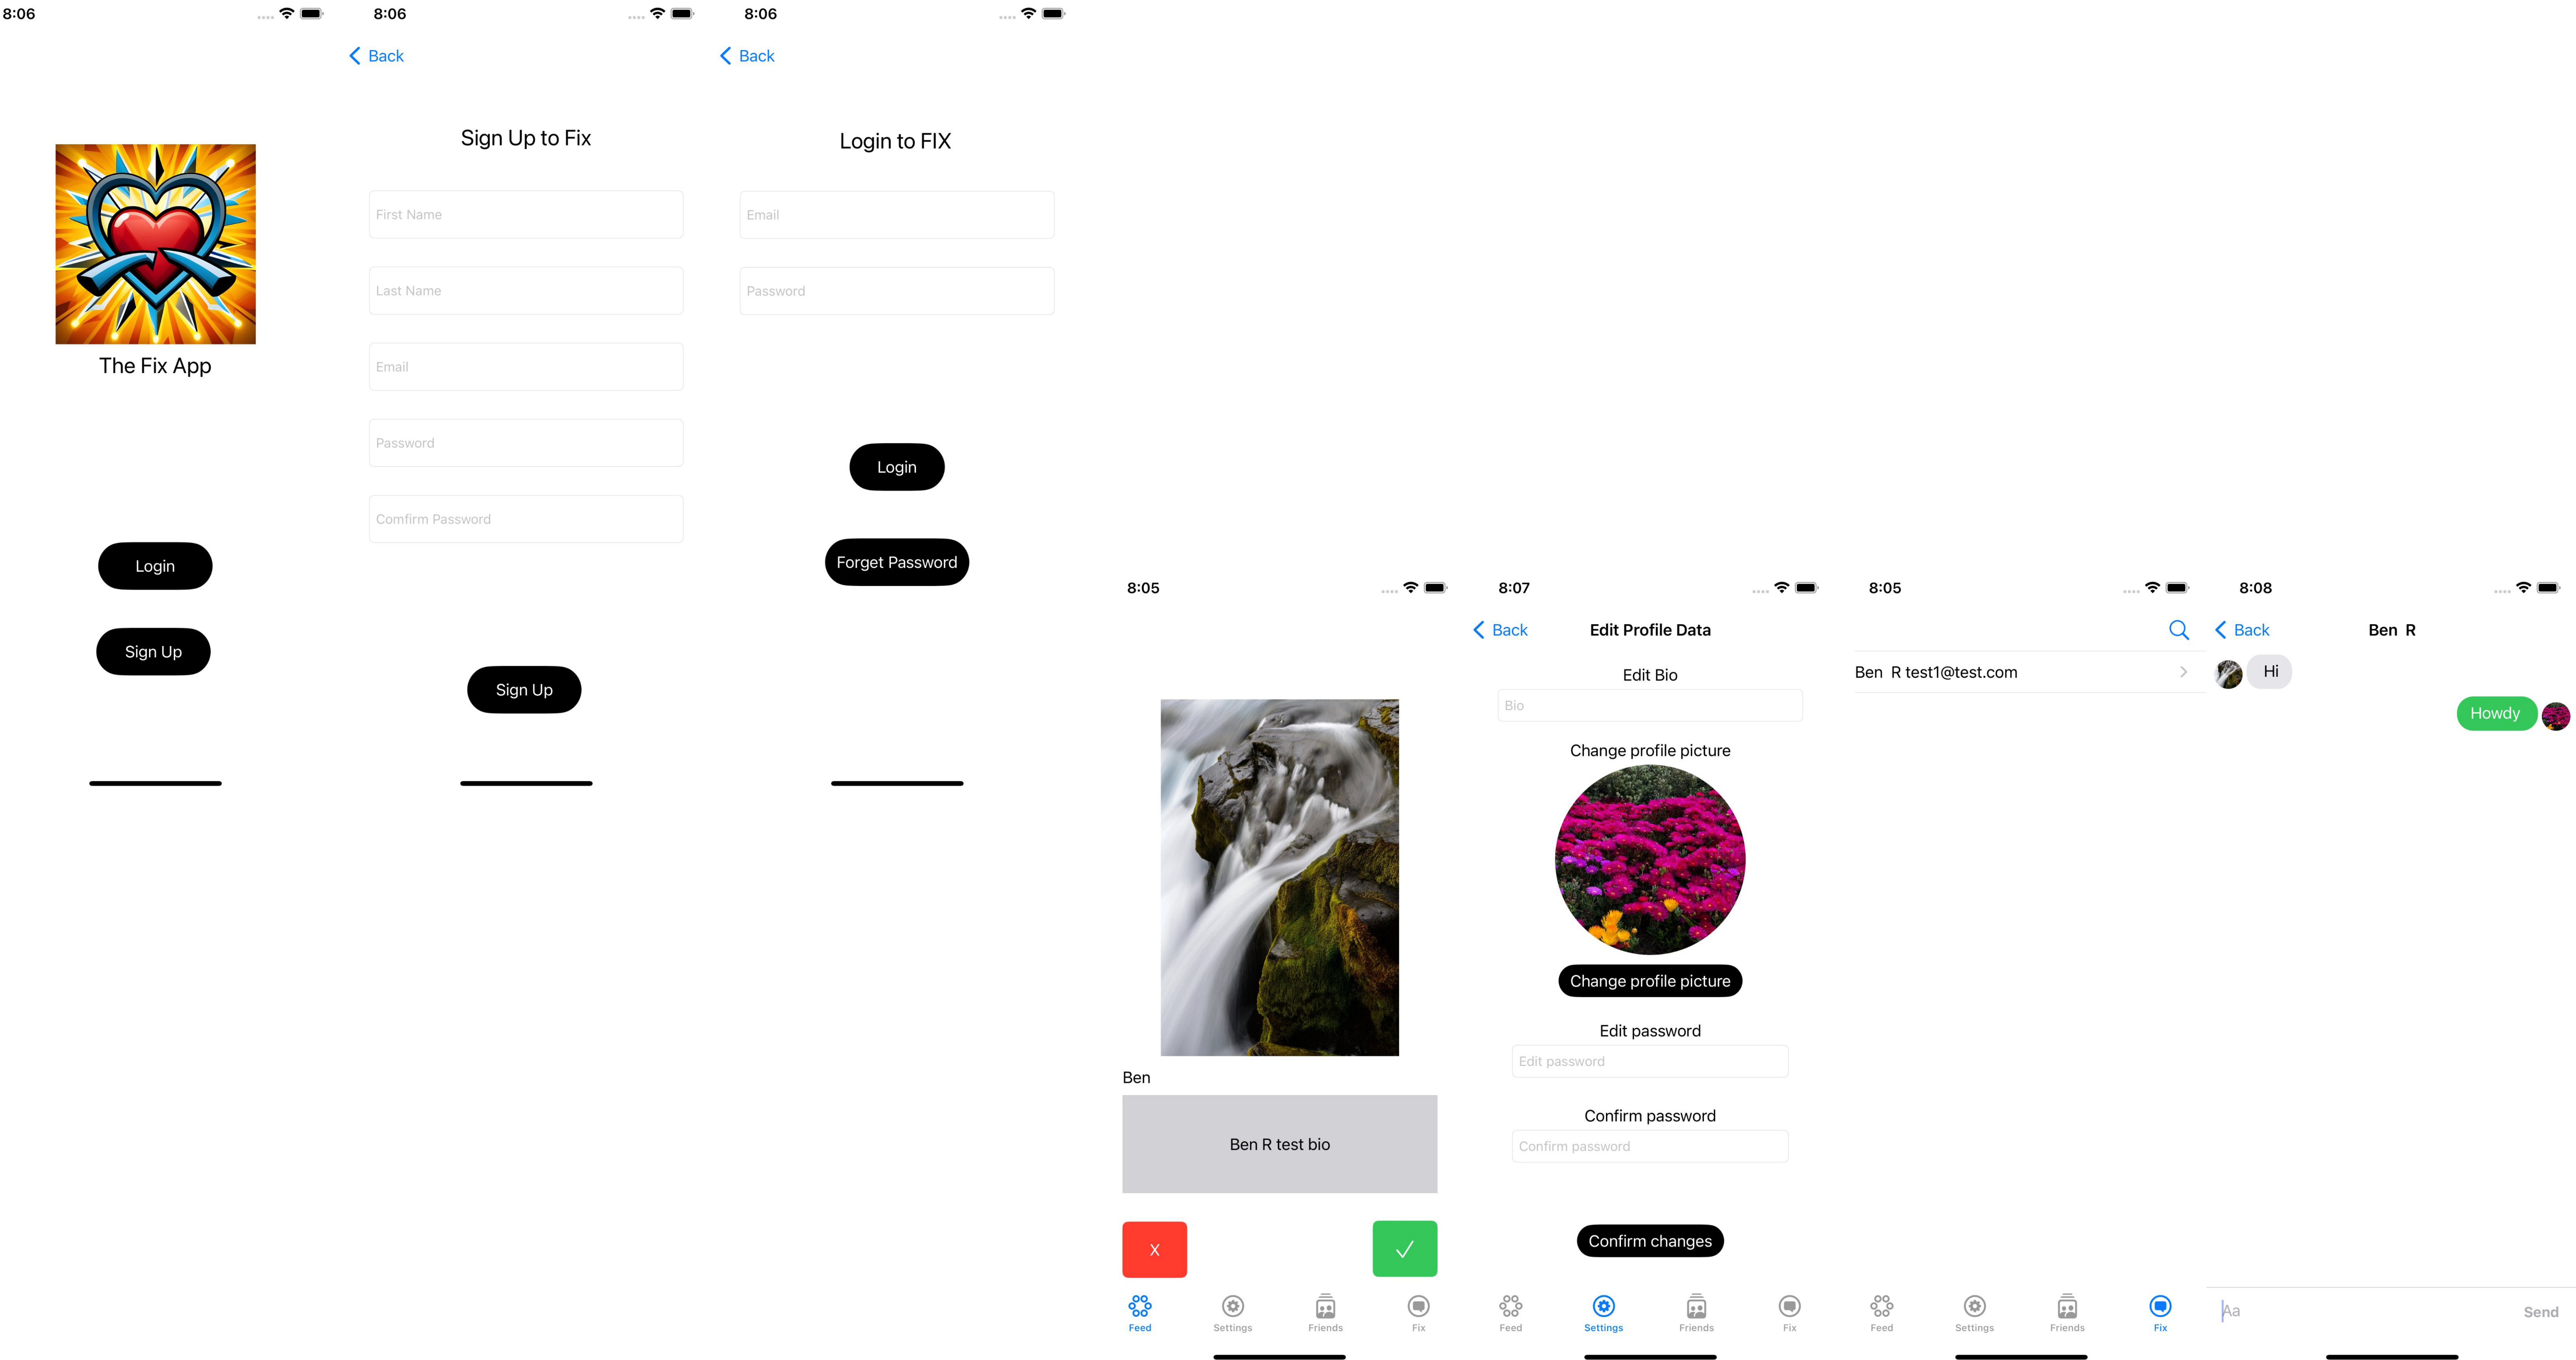 8:06
The Fix App
Login
Sign Up
8:06
Back
Sign Up to Fix
First Name
Last Name
Email
Password
Comfirm Password
Sign Up
8:06
Back
Login to FIX
Email
Password
Login
Forget Password
8:05
Ben
Ben R test bio
X
Feed
Settings
Friends
Fix
8:07
Back
Edit Profile Data
Edit Bio
Bio
Change profile picture
Change profile picture
Edit password
Edit password
Confirm password
Confirm password
Confirm changes
Feed
Settings
Friends
Fix
8:05
Ben  R test1@test.com
Feed
Settings
Friends
Fix
8:08
Back
Ben  R
Hi
Howdy
Aa
Send